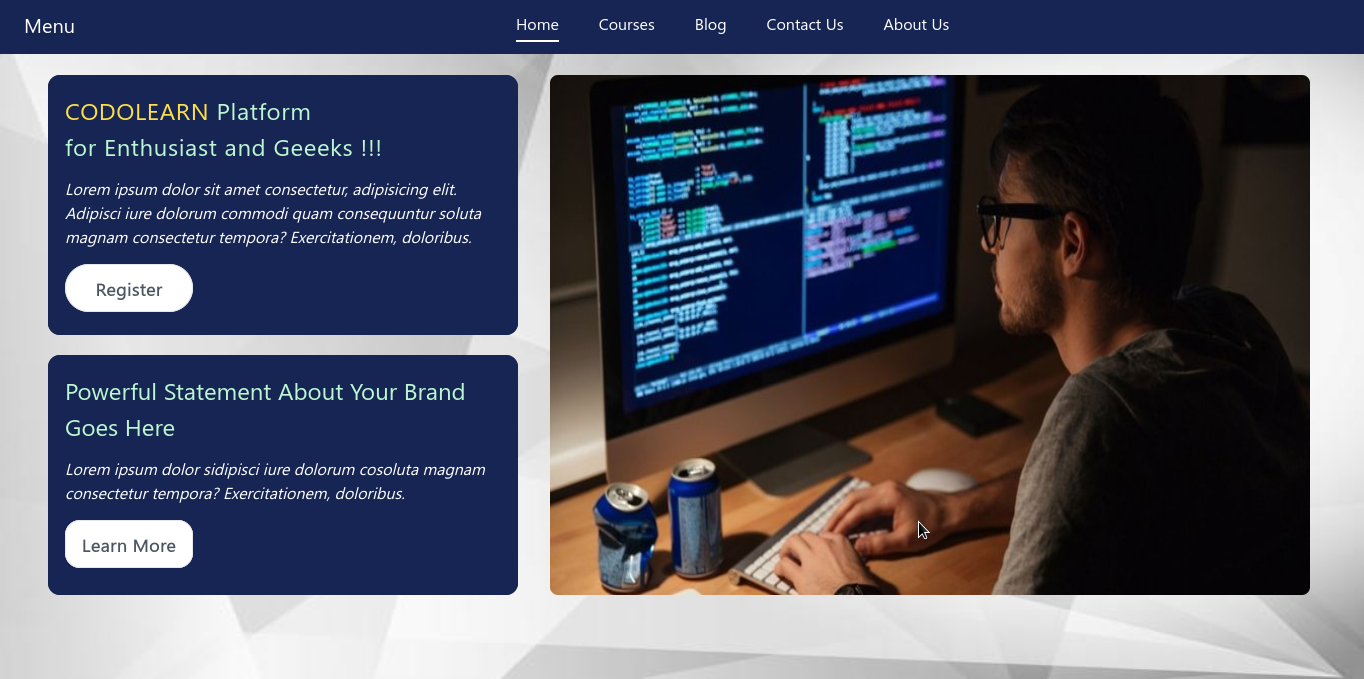 Menu
Home Courses Blog Contact Us About Us
CODOLEARN Platform
for Enthusiast and Geeeks !!!
Lorem ipsum dolor sit amet consectetur, adipisicing elit.
Adipisci iure dolorum commodi quam consequuntur soluta
magnam consectetur tempora? Exercitationem, doloribus.
Register
Powerful Statement About Your Brand
Goes Here
Lorem ipsum dolor sidipisci iure dolorum cosoluta magnam
consectetur tempora? Exercitationem, doloribus.
Learn More